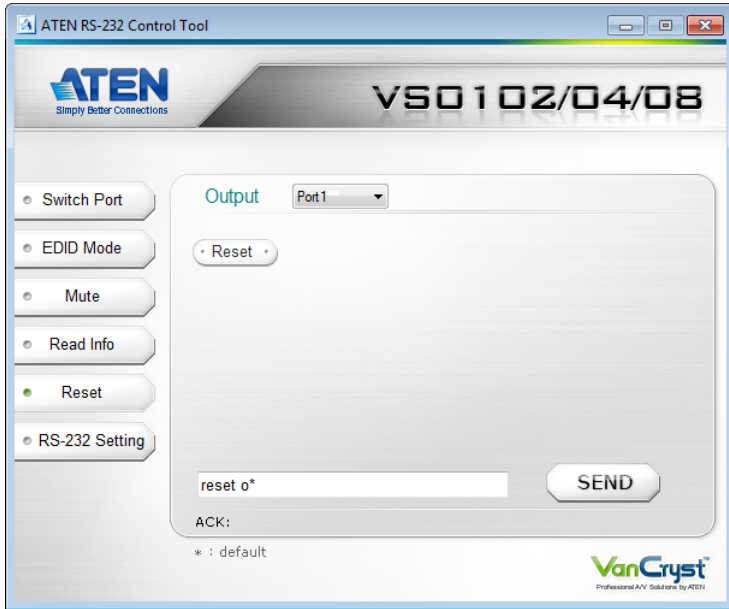 ATEN RS-232 Control Tool
ATEN
Simply Better Connections
VS0102/04/08
Switch Port
EDID Mode
Mute
Read Info
Reset
RS-232 Setting
Output
Port1
Reset
reset o*
SEND
ACK:
* : default
VanCryst™
Professional A/V Solutions by ATEN